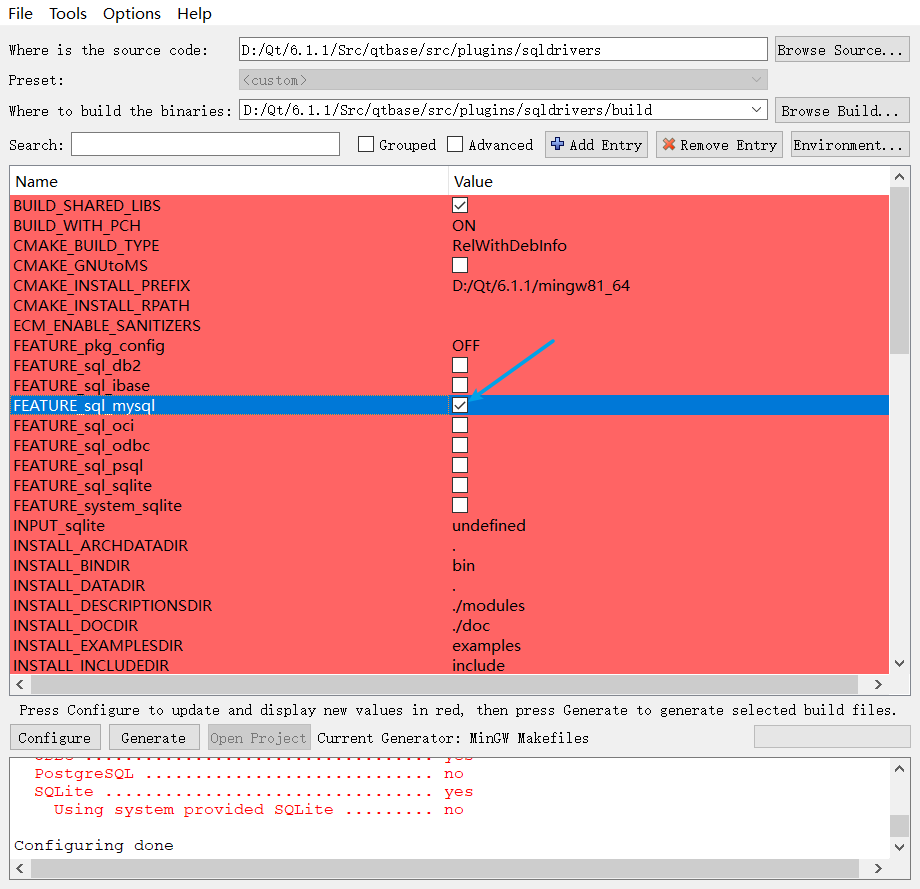 File Tools Options Help
Where is the source code: D:/Qt/6.1.1/Src/qtbase/src/plugins/sqldrivers Browse Source...
Preset: <custom>
Where to build the binaries: D:/Qt/6.1.1/Src/qtbase/src/plugins/sqldrivers/build Browse Build...
Search: Grouped Advanced Add Entry Remove Entry Environment...
Name Value
BUILD_SHARED_LIBS
BUILD_WITH_PCH ON
CMAKE_BUILD_TYPE RelWithDebInfo
CMAKE_GNUtoMS
CMAKE_INSTALL_PREFIX D:/Qt/6.1.1/mingw81_64
CMAKE_INSTALL_RPATH
ECM_ENABLE_SANITIZERS
FEATURE_pkg_config OFF
FEATURE_sql_db2
FEATURE_sql_ibase
FEATURE_sql_mysql
FEATURE_sql_oci
FEATURE_sql_odbc
FEATURE_sql_psql
FEATURE_sql_sqlite
FEATURE_system_sqlite
INPUT_sqlite undefined
INSTALL_ARCHDATADIR .
INSTALL_BINDIR bin
INSTALL_DATADIR .
INSTALL_DESCRIPTIONSDIR ./modules
INSTALL_DOCDIR ./doc
INSTALL_EXAMPLESDIR examples
INSTALL_INCLUDEDIR include
Press Configure to update and display new values in red, then press Generate to generate selected build files.
Configure Generate Open Project Current Generator: MinGW Makefiles
PostgreSQL ............................... no
SQLite ................................... yes
Using system provided SQLite ......... no
Configuring done